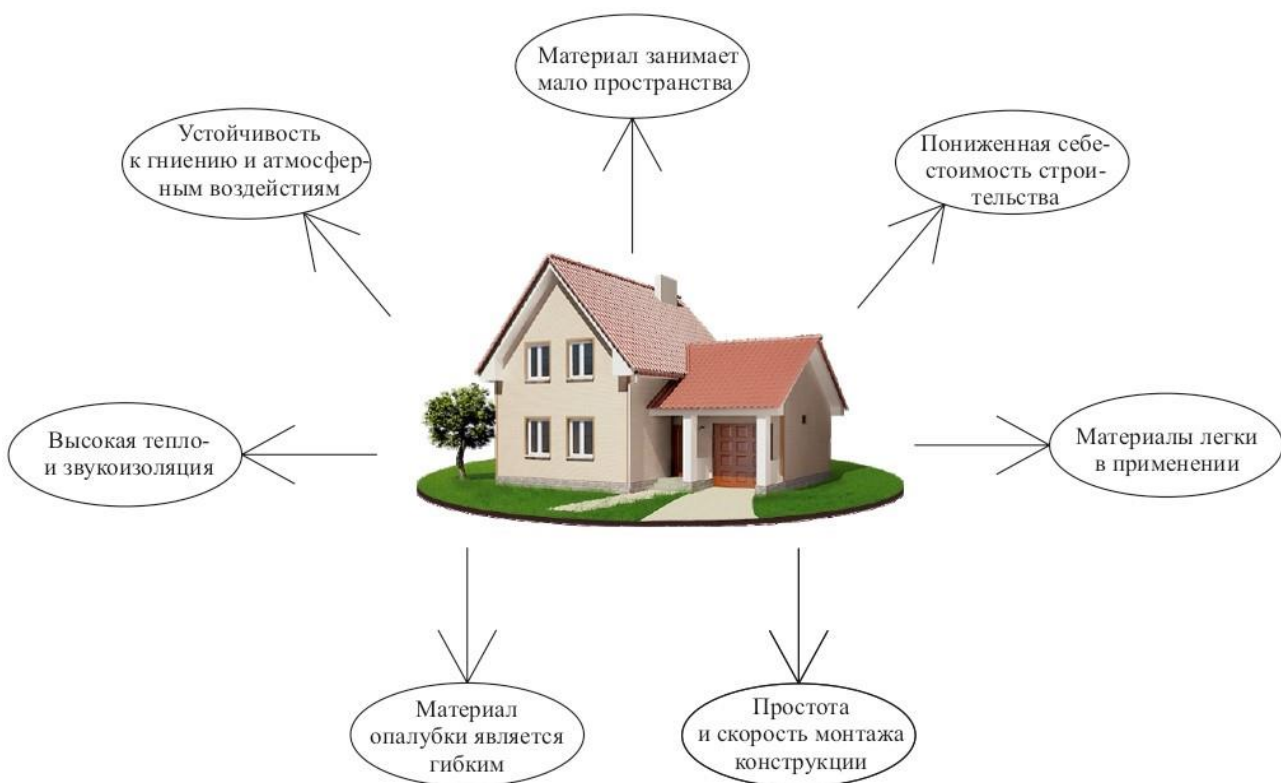 Материал занимает
мало пространства
Устойчивость
к гниению и атмосфер-
ным воздействиям
Пониженная себе-
стоимость строи-
тельства
Высокая тепло-
и звукоизоляция
Материалы легки
в применении
Материал
опалубки является
гибким
Простота
и скорость монтажа
конструкции